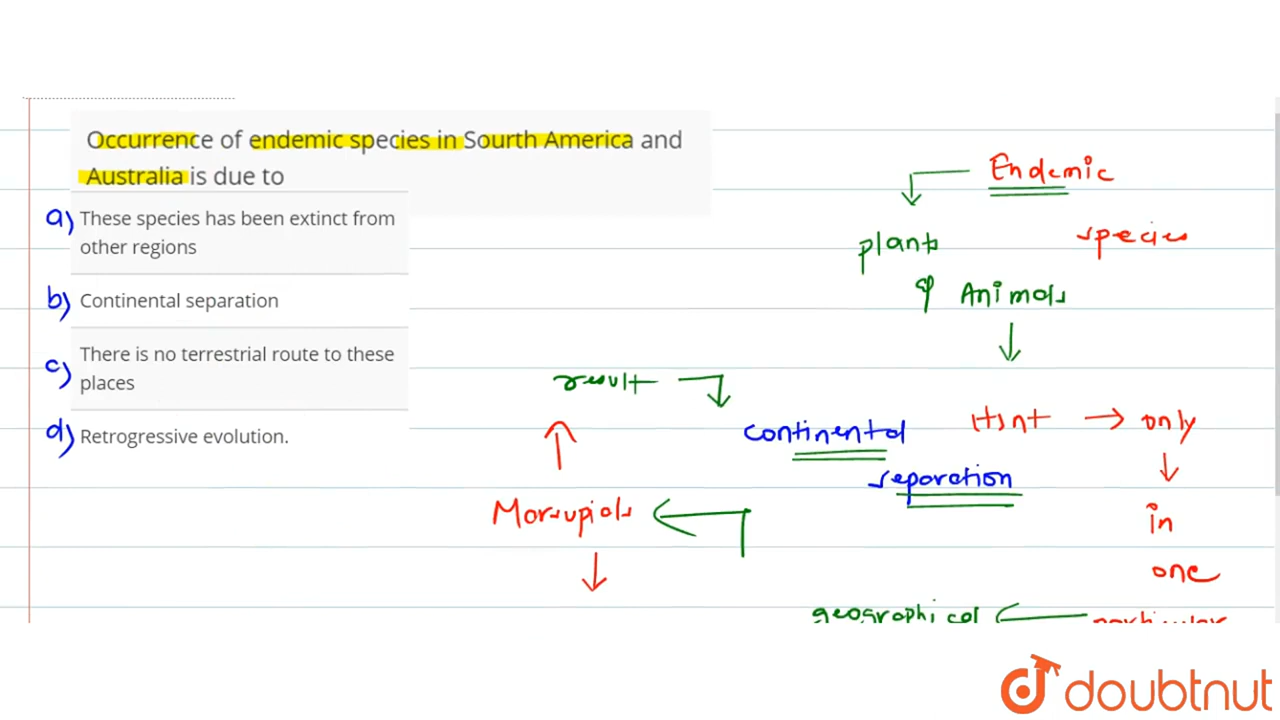 Occurrence of endemic species in Sourth America and
Australia is due to
a) These species has been extinct from
other regions
b) Continental separation
c) There is no terrestrial route to these
places
d) Retrogressive evolution.
Endemic
species
plants
& Animals
result
continental
separation
only
in
one
Marsupials
geographical
particular
doubtnut